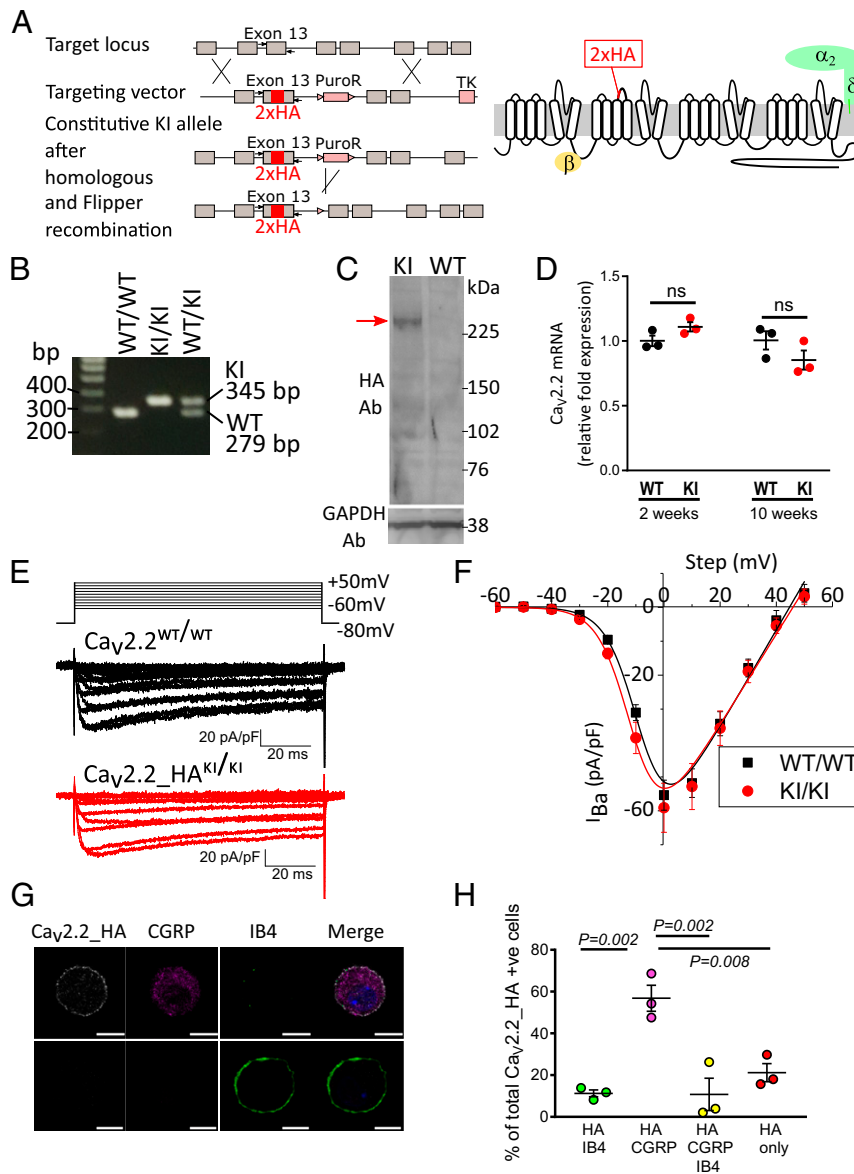 A
Target locus
Exon 13
Targeting vector
Exon 13 PuroR
TK
2xHA
Constitutive KI allele
after
homologous
and Flipper
recombination
Exon 13 PuroR
2xHA
Exon 13
2xHA
2xHA
α2
δ
β
B
WT/WT
KI/KI
WT/KI
bp
400
300
200
KI
345 bp
WT
279 bp
C
KI WT
kDa
225
HA
Ab
150
102
76
GAPDH
Ab
38
D
CaV2.2 mRNA
(relative fold expression)
1.5
1.0
0.5
0.0
ns
ns
WT KI
WT KI
2 weeks
10 weeks
E
+50mV
-60mV
-80mV
CaV2.2WT/WT
20 pA/pF
20 ms
CaV2.2_HAKI/KI
20 pA/pF
20 ms
F
Step (mV)
-60 -40 -20 0 20 40 60
0
-20
-60
IBa (pA/pF)
WT/WT
KI/KI
G
CaV2.2_HA CGRP IB4 Merge
H
% of total CaV2.2_HA +ve cells
80
60
40
20
0
P=0.002
P=0.002
P=0.008
HA
IB4
HA
CGRP
HA
CGRP
IB4
HA
only